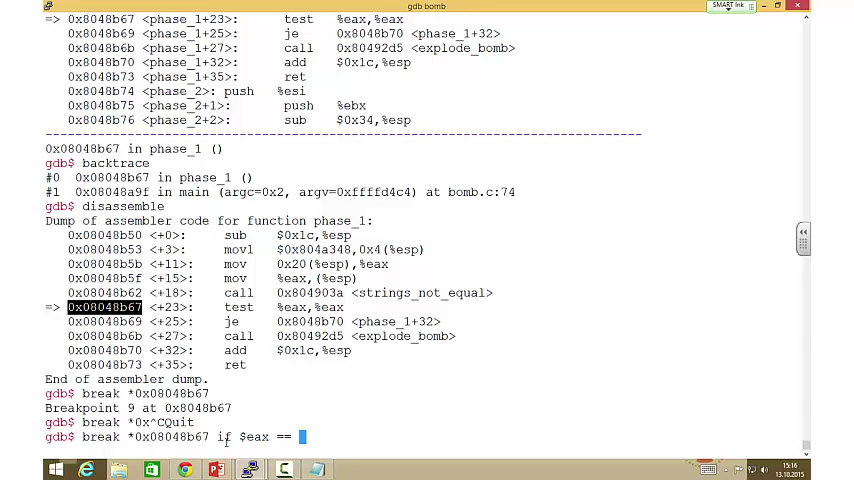 gdb bomb
SMART Ink
=> 0x08048b67 <phase_1+23>: test %eax,%eax
0x08048b69 <phase_1+25>: je 0x8048b70 <phase_1+32>
0x08048b6b <phase_1+27>: call 0x80492d5 <explode_bomb>
0x08048b70 <phase_1+32>: add $0x1c,%esp
0x08048b73 <phase_1+35>: ret
0x08048b74 <phase_2>: push %esi
0x08048b75 <phase_2+1>: push %ebx
0x08048b76 <phase_2+2>: sub $0x34,%esp
--------------------------------------------------------------------------------
0x08048b67 in phase_1 ()
gdb$ backtrace
#0 0x08048b67 in phase_1 ()
#1 0x08048a9f in main (argc=0x2, argv=0xffffd4c4) at bomb.c:74
gdb$ disassemble
Dump of assembler code for function phase_1:
0x08048b50 <+0>: sub $0x1c,%esp
0x08048b53 <+3>: movl $0x804a348,0x4(%esp)
0x08048b5b <+11>: mov 0x20(%esp),%eax
0x08048b5f <+15>: mov %eax,(%esp)
0x08048b62 <+18>: call 0x804903a <strings_not_equal>
=> 0x08048b67 <+23>: test %eax,%eax
0x08048b69 <+25>: je 0x8048b70 <phase_1+32>
0x08048b6b <+27>: call 0x80492d5 <explode_bomb>
0x08048b70 <+32>: add $0x1c,%esp
0x08048b73 <+35>: ret
End of assembler dump.
gdb$ break *0x08048b67
Breakpoint 9 at 0x8048b67
gdb$ break *0x^CQuit
gdb$ break *0x08048b67 if $eax ==
15:16
13.10.2015